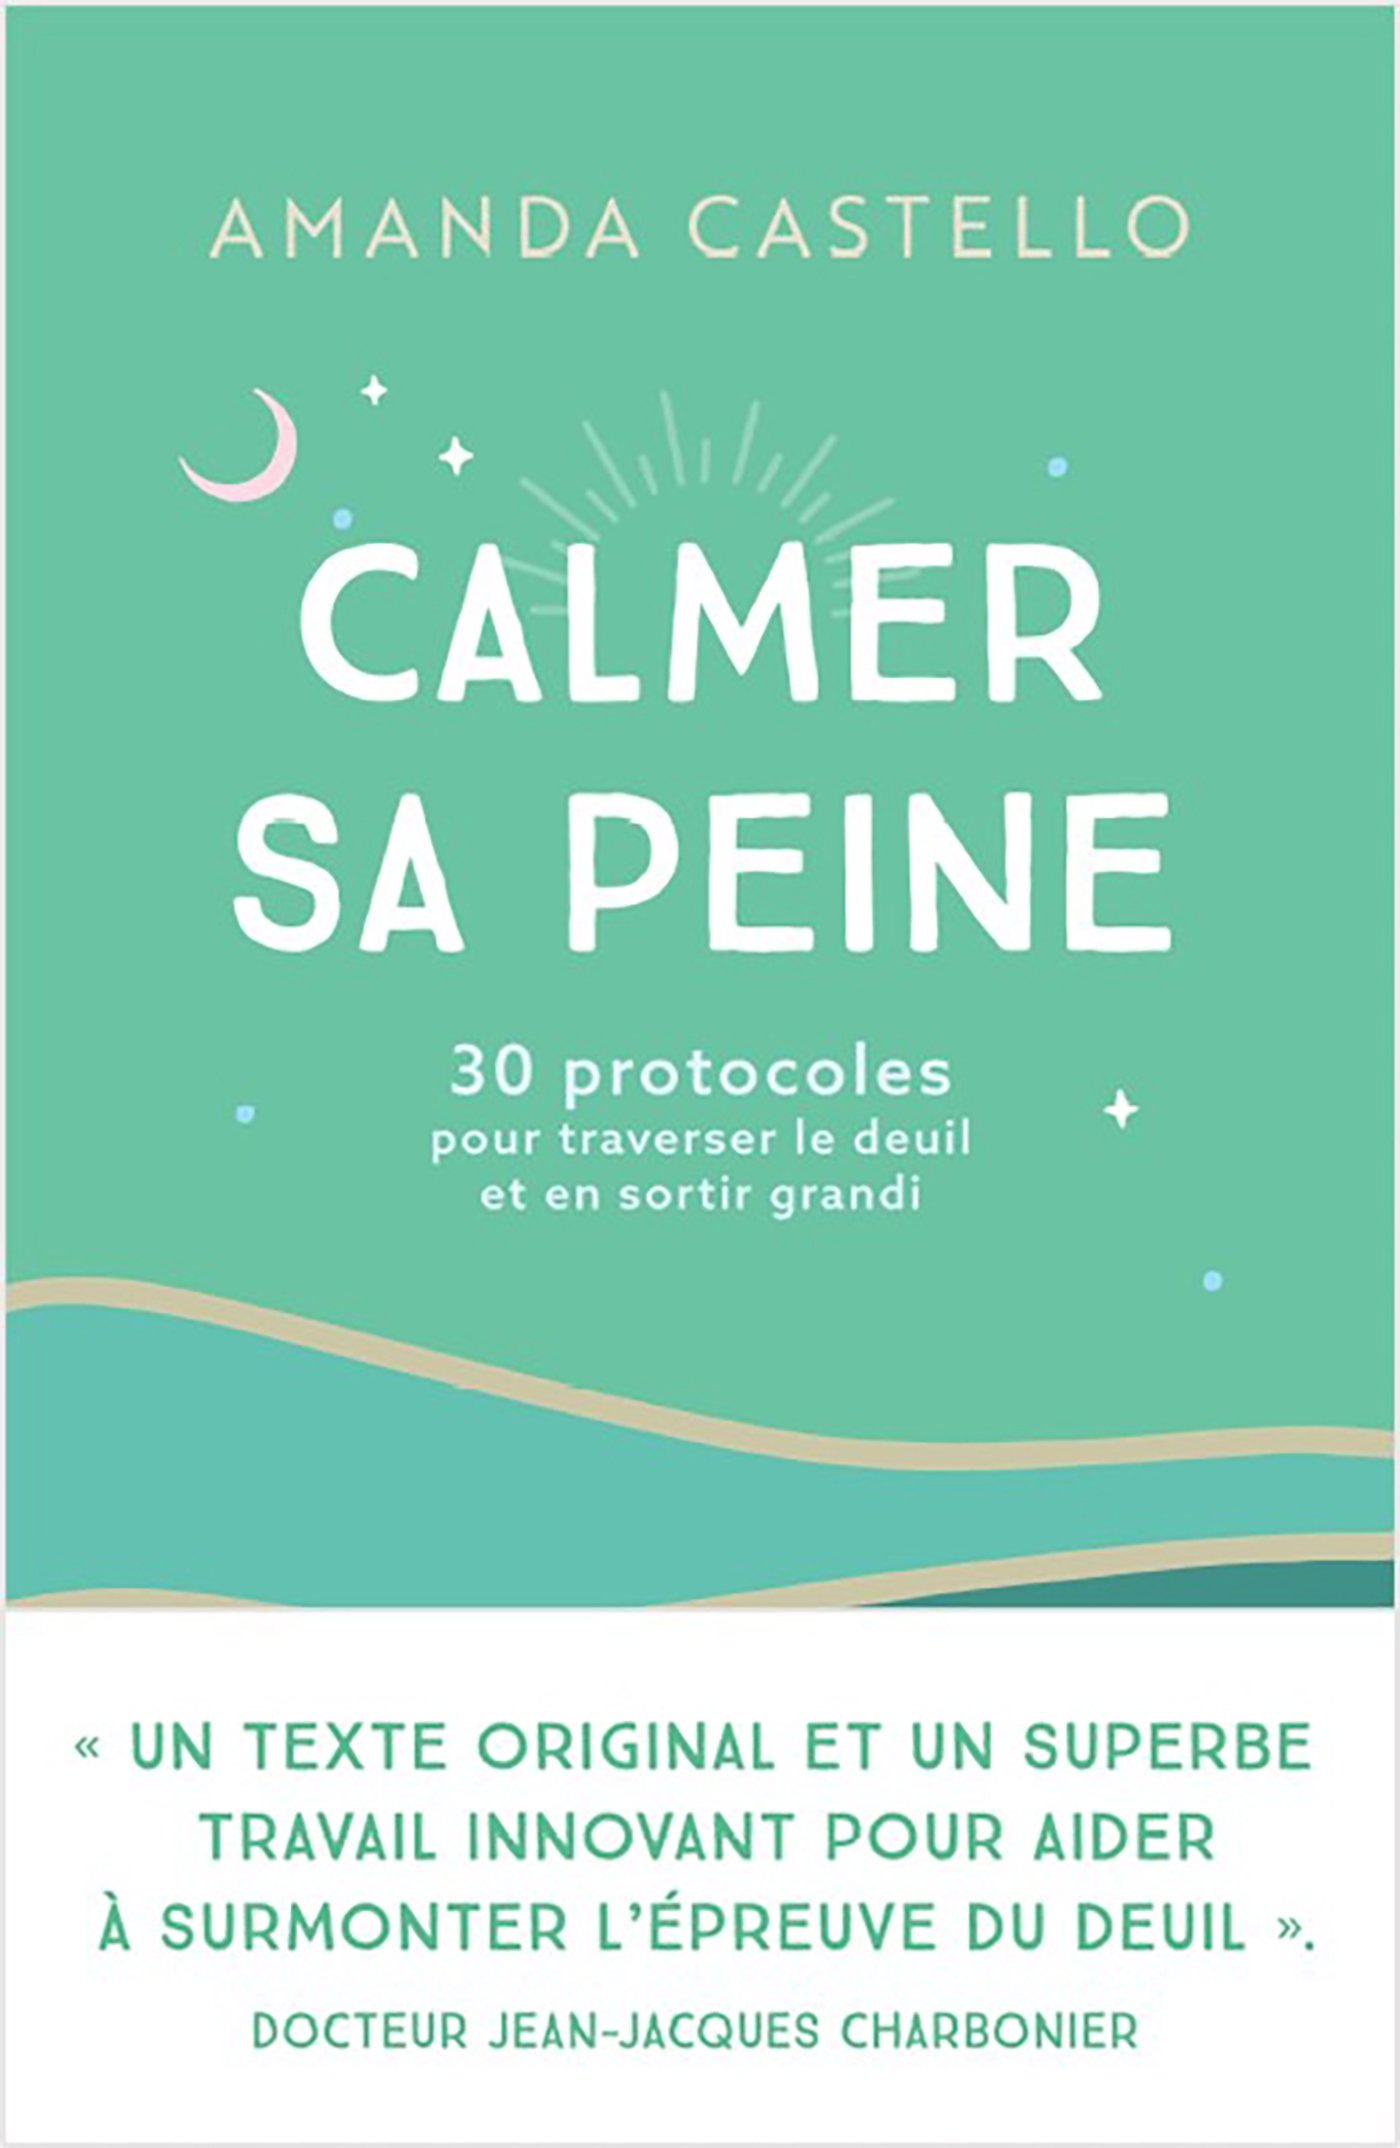 AMANDA CASTELLO
CALMER
SA PEINE
30 protocoles
pour traverser le deuil
et en sortir grandi
« UN TEXTE ORIGINAL ET UN SUPERBE
TRAVAIL INNOVANT POUR AIDER
À SURMONTER L'ÉPREUVE DU DEUIL ».
DOCTEUR JEAN-JACQUES CHARBONIER